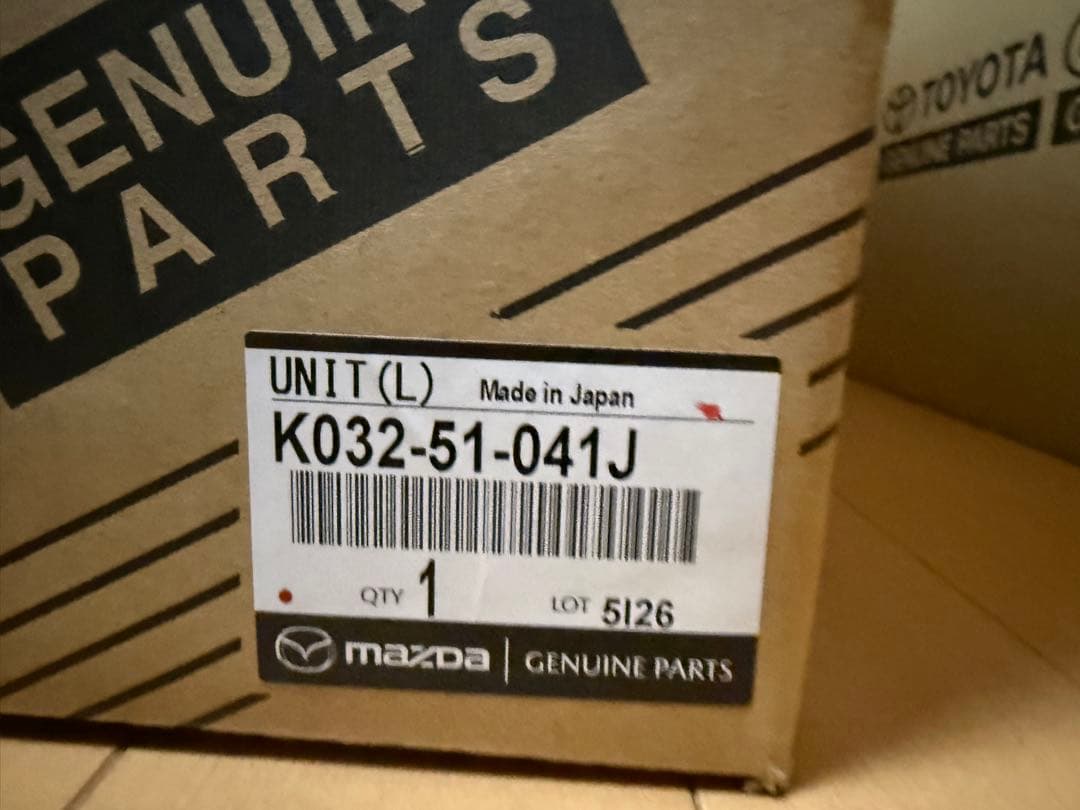 GENUIN
PARTS
TOYOTA
GENUINE PARTS
UNIT(L) Made in Japan
K032-51-041J
QTY 1 LOT 5I26
mazda | GENUINE PARTS